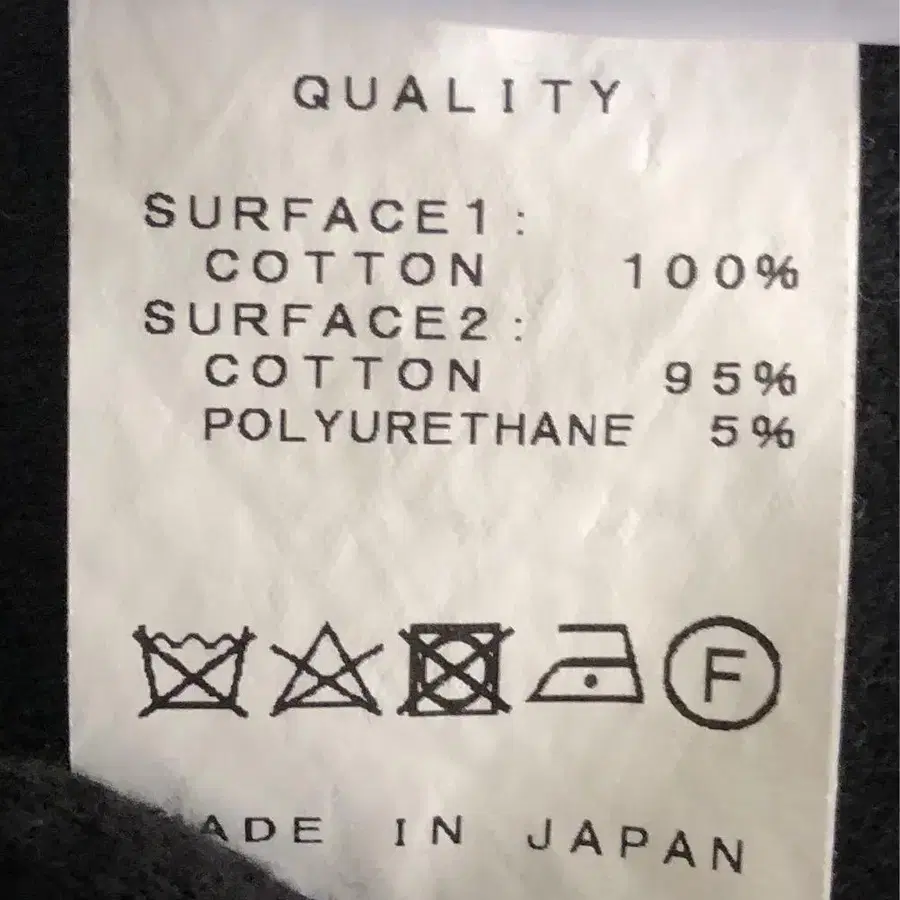 QUALITY
SURFACE1:
COTTON 100%
SURFACE2:
COTTON 95%
POLYURETHANE 5%
F
ADE IN JAPAN